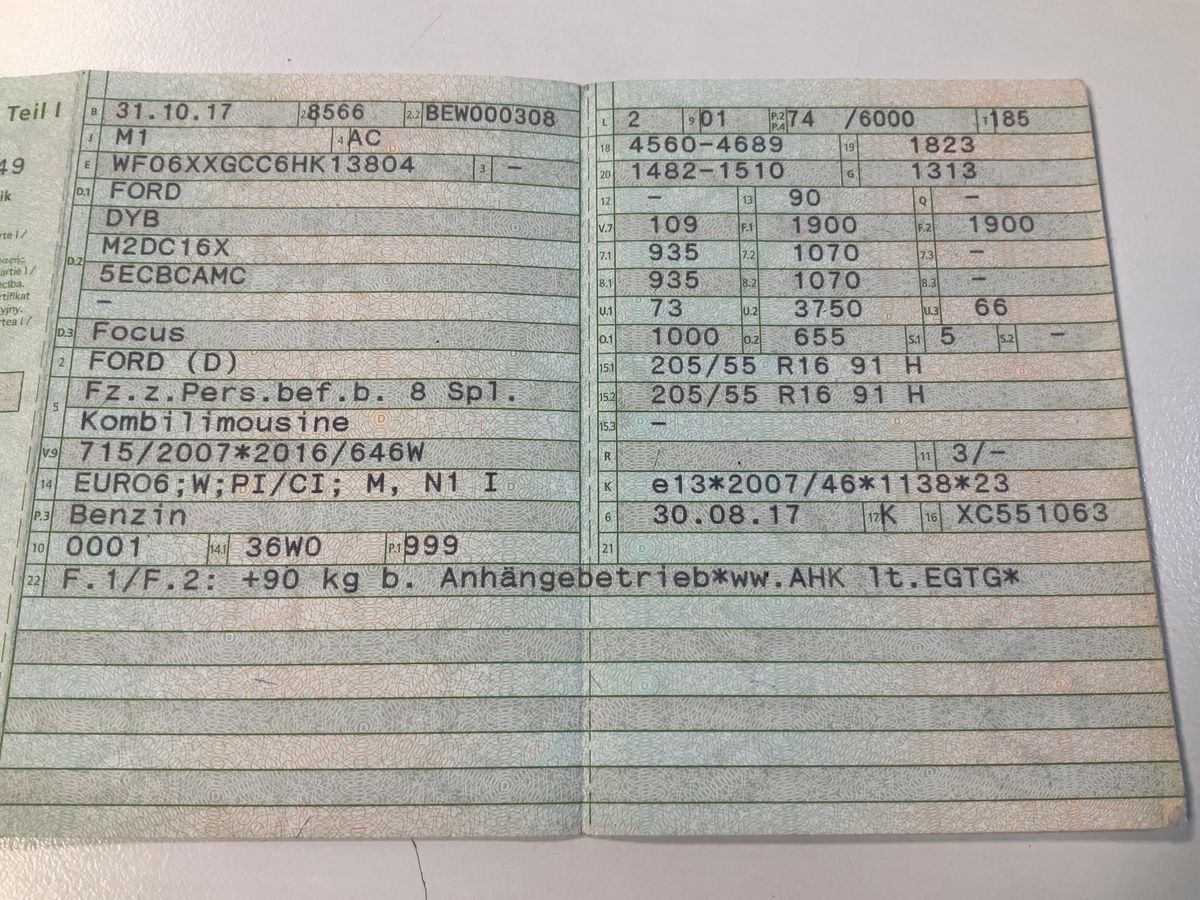 Teil I
49
ik
rte I /
artie I /
ciba.
rtifikat
yjny.
rtea I /
B 31.10.17 2.1 8566 2.2 BEW000308
J M1 4 AC
E WF06XXGCC6HK13804 3 –
D.1 FORD
D.2 DYB
M2DC16X
5ECBCAMC
–
D.3 Focus
2 FORD (D)
5 Fz.z.Pers.bef.b. 8 Spl.
Kombilimousine
V.9 715/2007*2016/646W
14 EURO6;W;PI/CI; M, N1 I
P.3 Benzin
10 0001 14.1 36W0 P.1 999
L 2 9 01 P.2 P.4 74 /6000 T 185
18 4560-4689 19 1823
20 1482-1510 G 1313
12 – 13 90 Q –
V.7 109 F.1 1900 F.2 1900
7.1 935 7.2 1070 7.3 –
8.1 935 8.2 1070 8.3 –
U.1 73 U.2 3750 U.3 66
O.1 1000 O.2 655 S.1 5 S.2 –
15.1 205/55 R16 91 H
15.2 205/55 R16 91 H
15.3 –
R 11 3/–
K e13*2007/46*1138*23
6 30.08.17 17 K 16 XC551063
21
22 F.1/F.2: +90 kg b. Anhängebetrieb*ww.AHK lt.EGTG*